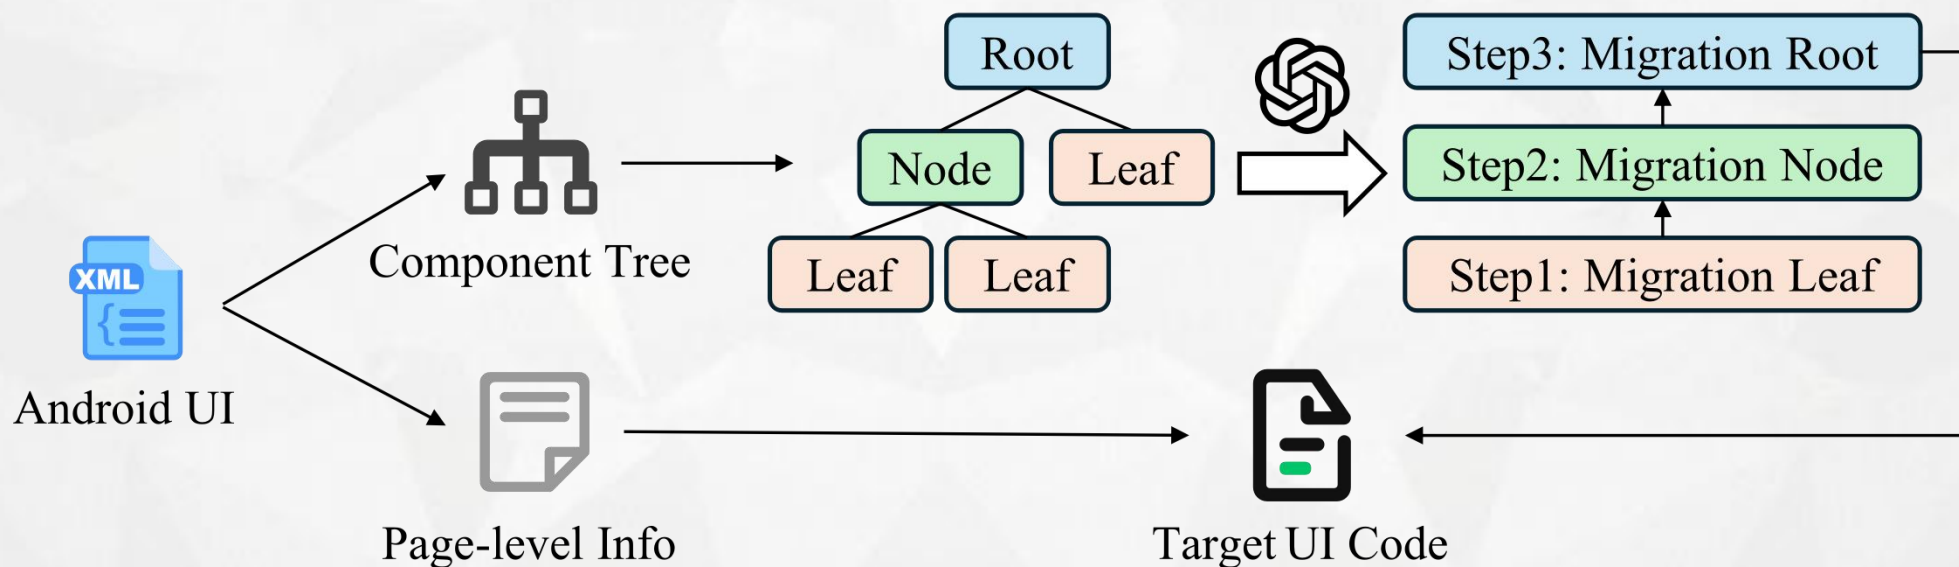 Root
Step3: Migration Root
Node
Leaf
Step2: Migration Node
Component Tree
Leaf
Leaf
Step1: Migration Leaf
XML
Android UI
Page-level Info
Target UI Code